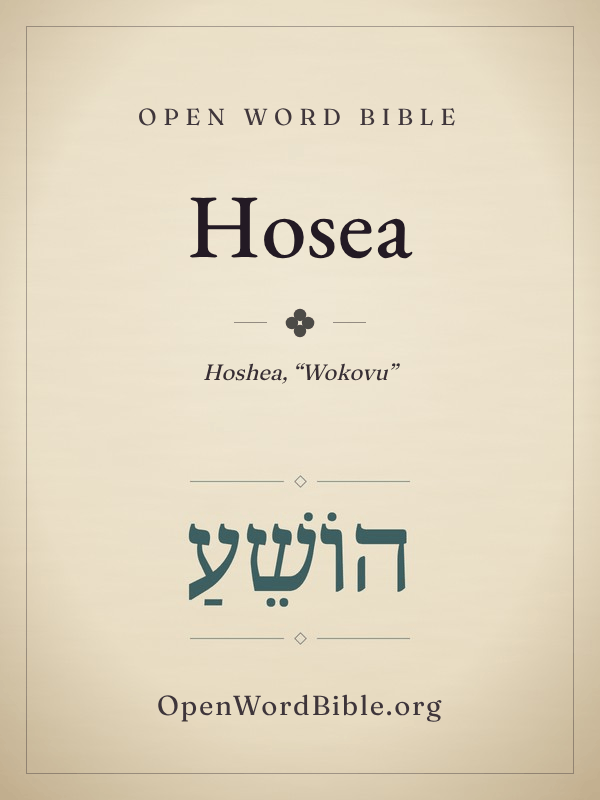 OPEN WORD BIBLE
Hosea
Hoshea, “Wokovu”
הוֹשֵׁעַ
OpenWordBible.org